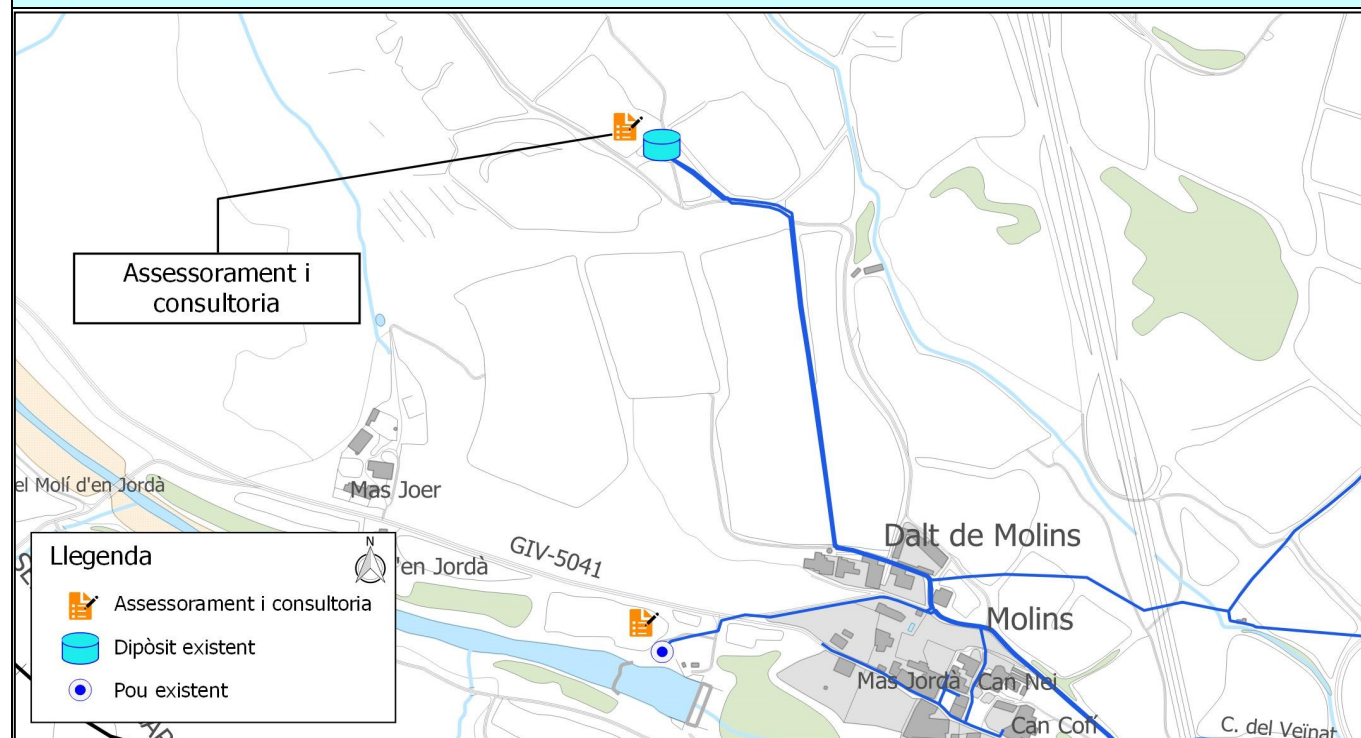 Assessorament i
consultoria
el Molí d'en Jordà
Mas Joer
Dalt de Molins
GIV-5041
'en Jordà
Molins
Mas Jordà
Can Nei
Can Cofí
C. del Veïnat
Llegenda
N
Assessorament i consultoria
Dipòsit existent
Pou existent